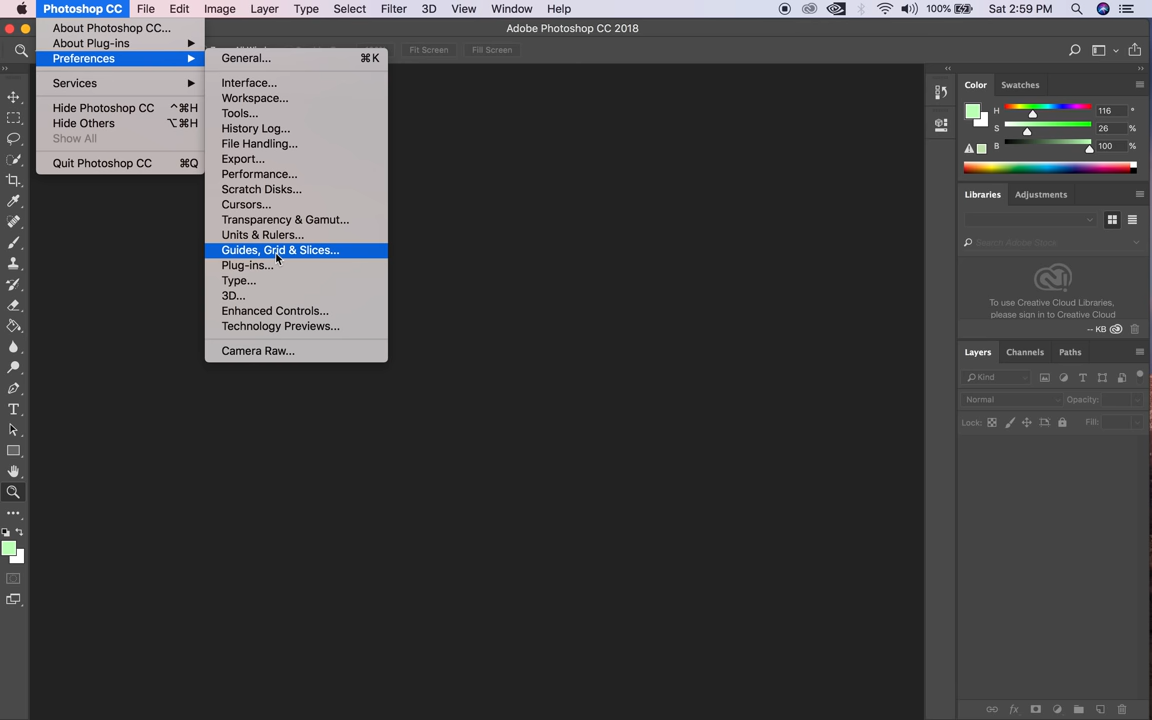 Photoshop CC File Edit Image Layer Type Select Filter 3D View Window Help 100% Sat 2:59 PM
Adobe Photoshop CC 2018
About Photoshop CC...
About Plug-ins
Preferences
Services
Hide Photoshop CC ^⌘H
Hide Others ⌥⌘H
Show All
Quit Photoshop CC ⌘Q
Fit Screen Fill Screen
General... ⌘K
Interface...
Workspace...
Tools...
History Log...
File Handling...
Export...
Performance...
Scratch Disks...
Cursors...
Transparency & Gamut...
Units & Rulers...
Guides, Grid & Slices...
Plug-ins...
Type...
3D...
Enhanced Controls...
Technology Previews...
Camera Raw...
Color Swatches
H 116 °
S 26 %
B 100 %
Libraries Adjustments
Search Adobe Stock
To use Creative Cloud Libraries,
please sign in to Creative Cloud
-- KB
Layers Channels Paths
Kind
Normal Opacity:
Lock: Fill:
fx